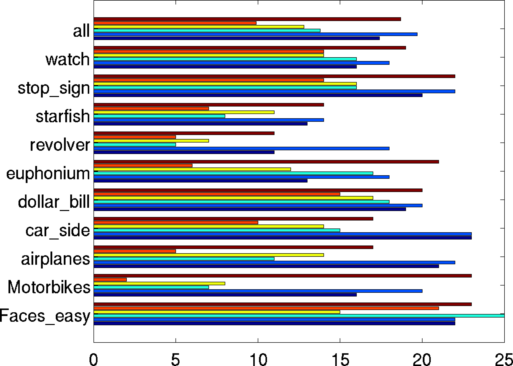 all
watch
stop_sign
starfish
revolver
euphonium
dollar_bill
car_side
airplanes
Motorbikes
Faces_easy
0 5 10 15 20 25